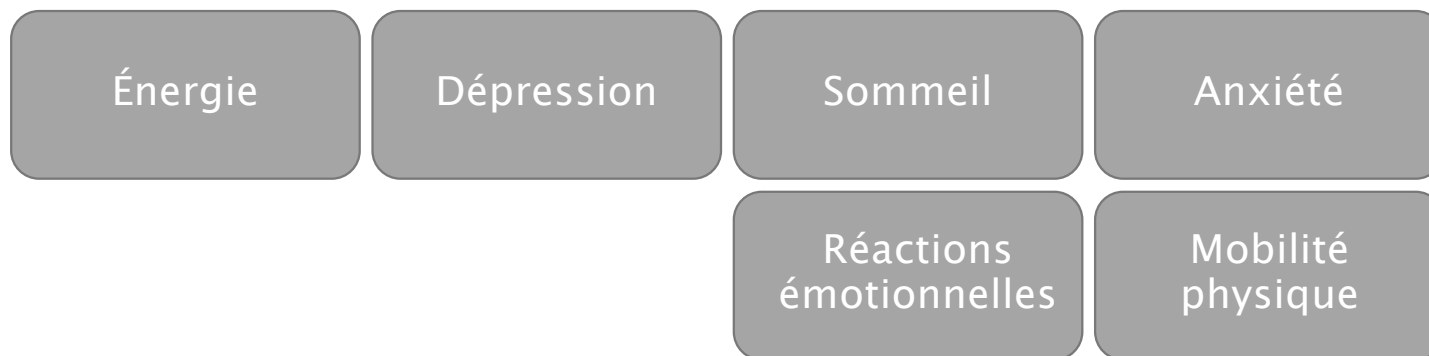 Énergie
Dépression
Sommeil
Anxiété
Réactions
émotionnelles
Mobilité
physique